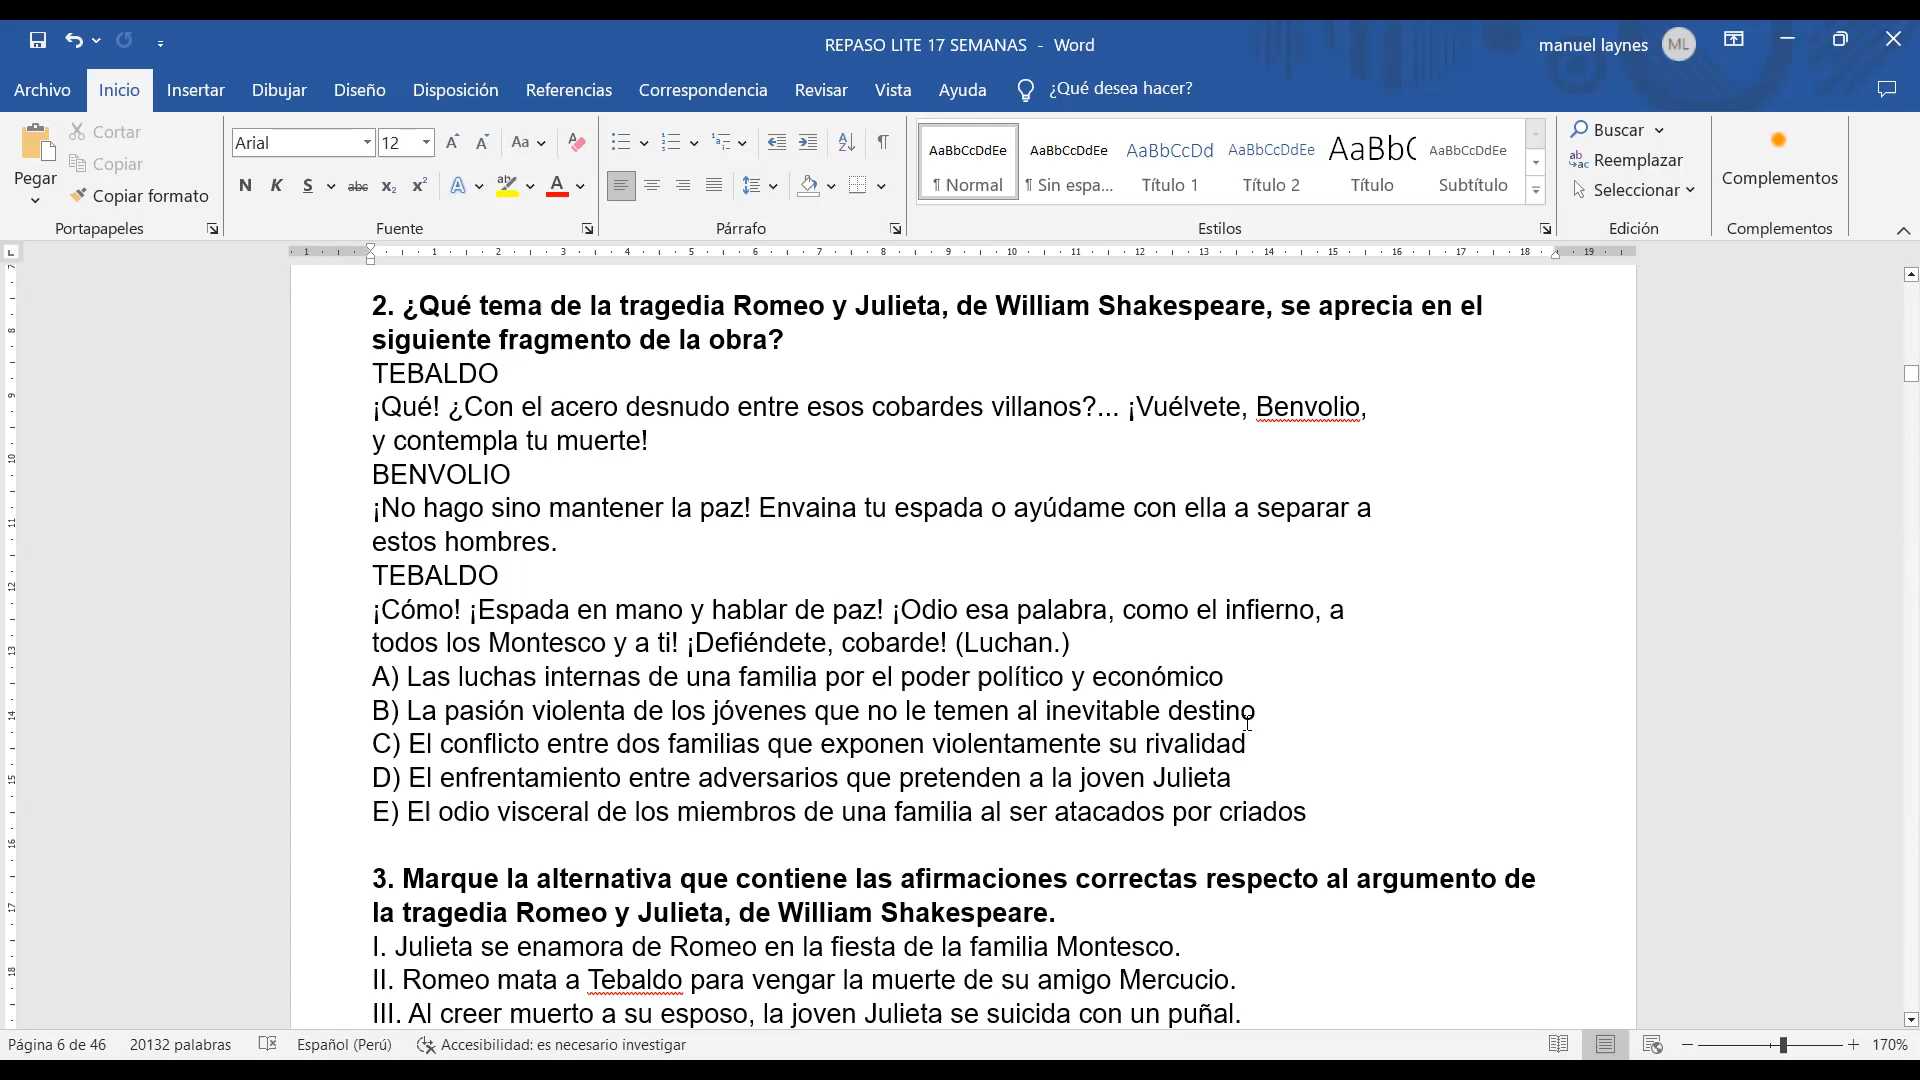 REPASO LITE 17 SEMANAS - Word
manuel laynes
ML
Archivo
Inicio
Insertar
Dibujar
Diseño
Disposición
Referencias
Correspondencia
Revisar
Vista
Ayuda
¿Qué desea hacer?
Pegar
Cortar
Copiar
Copiar formato
Portapapeles
Arial
12
Fuente
Párrafo
AaBbCcDdEe
¶ Normal
AaBbCcDdEe
¶ Sin espa...
AaBbCcDd
Título 1
AaBbCcDdEe
Título 2
AaBbC
Título
AaBbCcDdEe
Subtítulo
Estilos
Buscar
Reemplazar
Seleccionar
Edición
Complementos
Complementos
2. ¿Qué tema de la tragedia Romeo y Julieta, de William Shakespeare, se aprecia en el
siguiente fragmento de la obra?
TEBALDO
¡Qué! ¿Con el acero desnudo entre esos cobardes villanos?... ¡Vuélvete, Benvolio,
y contempla tu muerte!
BENVOLIO
¡No hago sino mantener la paz! Envaina tu espada o ayúdame con ella a separar a
estos hombres.
TEBALDO
¡Cómo! ¡Espada en mano y hablar de paz! ¡Odio esa palabra, como el infierno, a
todos los Montesco y a ti! ¡Defiéndete, cobarde! (Luchan.)
A) Las luchas internas de una familia por el poder político y económico
B) La pasión violenta de los jóvenes que no le temen al inevitable destino
C) El conflicto entre dos familias que exponen violentamente su rivalidad
D) El enfrentamiento entre adversarios que pretenden a la joven Julieta
E) El odio visceral de los miembros de una familia al ser atacados por criados
3. Marque la alternativa que contiene las afirmaciones correctas respecto al argumento de
la tragedia Romeo y Julieta, de William Shakespeare.
I. Julieta se enamora de Romeo en la fiesta de la familia Montesco.
II. Romeo mata a Tebaldo para vengar la muerte de su amigo Mercucio.
III. Al creer muerto a su esposo, la joven Julieta se suicida con un puñal.
Página 6 de 46
20132 palabras
Español (Perú)
Accesibilidad: es necesario investigar
170%